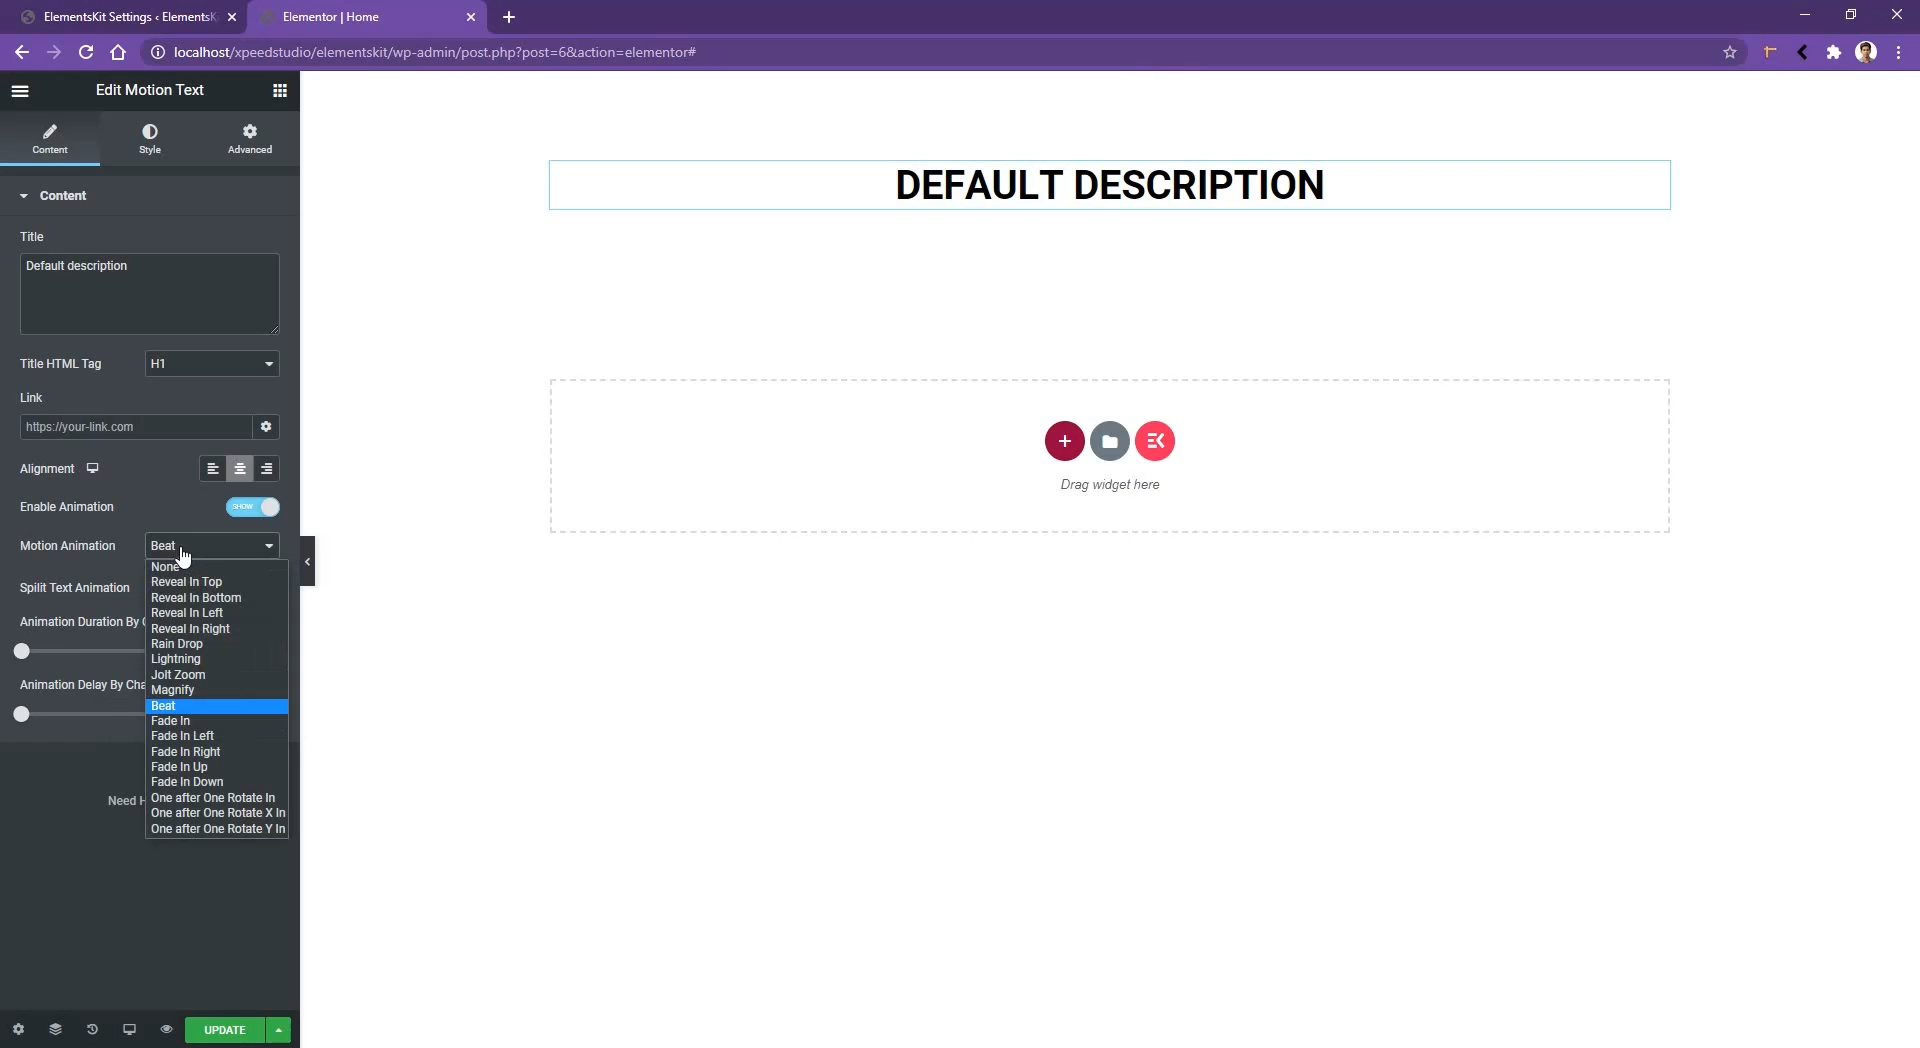 ElementsKit Settings ‹ ElementsK
Elementor | Home
localhost/xpeedstudio/elementskit/wp-admin/post.php?post=6&action=elementor#
Edit Motion Text
Content
Style
Advanced
Content
Title
Default description
Title HTML Tag
H1
Link
https://your-link.com
Alignment
Enable Animation
SHOW
Motion Animation
Beat
None
Reveal In Top
Spilit Text Animation
Reveal In Bottom
Reveal In Left
Animation Duration By
Reveal In Right
Rain Drop
Lightning
Jolt Zoom
Animation Delay By Cha
Magnify
Beat
Fade In
Fade In Left
Fade In Right
Fade In Up
Fade In Down
Need H
One after One Rotate In
One after One Rotate X In
One after One Rotate Y In
UPDATE
DEFAULT DESCRIPTION
Drag widget here